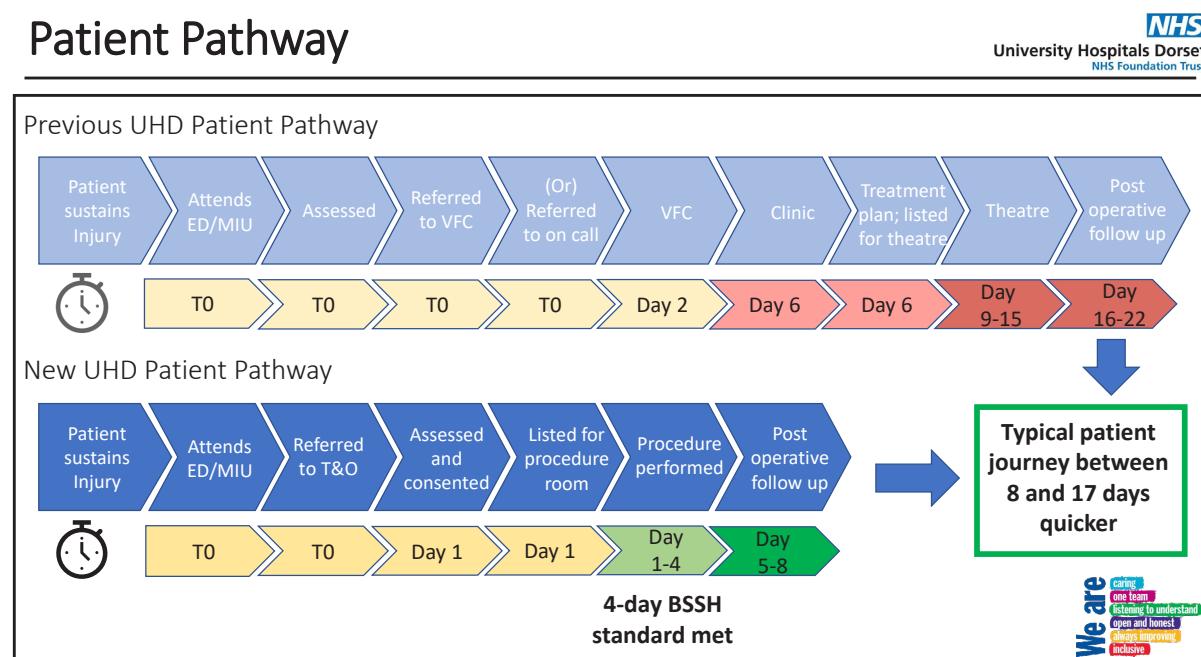 Patient Pathway
NHS
University Hospitals Dorset
NHS Foundation Trust
Previous UHD Patient Pathway
Patient
sustains
Injury
Attends
ED/MIU
Assessed
Referred
to VFC
(Or)
Referred
to on call
VFC
Clinic
Treatment
plan; listed
for theatre
Theatre
Post
operative
follow up
T0
T0
T0
T0
Day 2
Day 6
Day 6
Day
9-15
Day
16-22
New UHD Patient Pathway
Patient
sustains
Injury
Attends
ED/MIU
Referred
to T&O
Assessed
and
consented
Listed for
procedure
room
Procedure
performed
Post
operative
follow up
Typical patient
journey between
8 and 17 days
quicker
T0
T0
Day 1
Day 1
Day
1-4
Day
5-8
4-day BSSH
standard met
We are
caring
one team
listening to understand
open and honest
always improving
inclusive